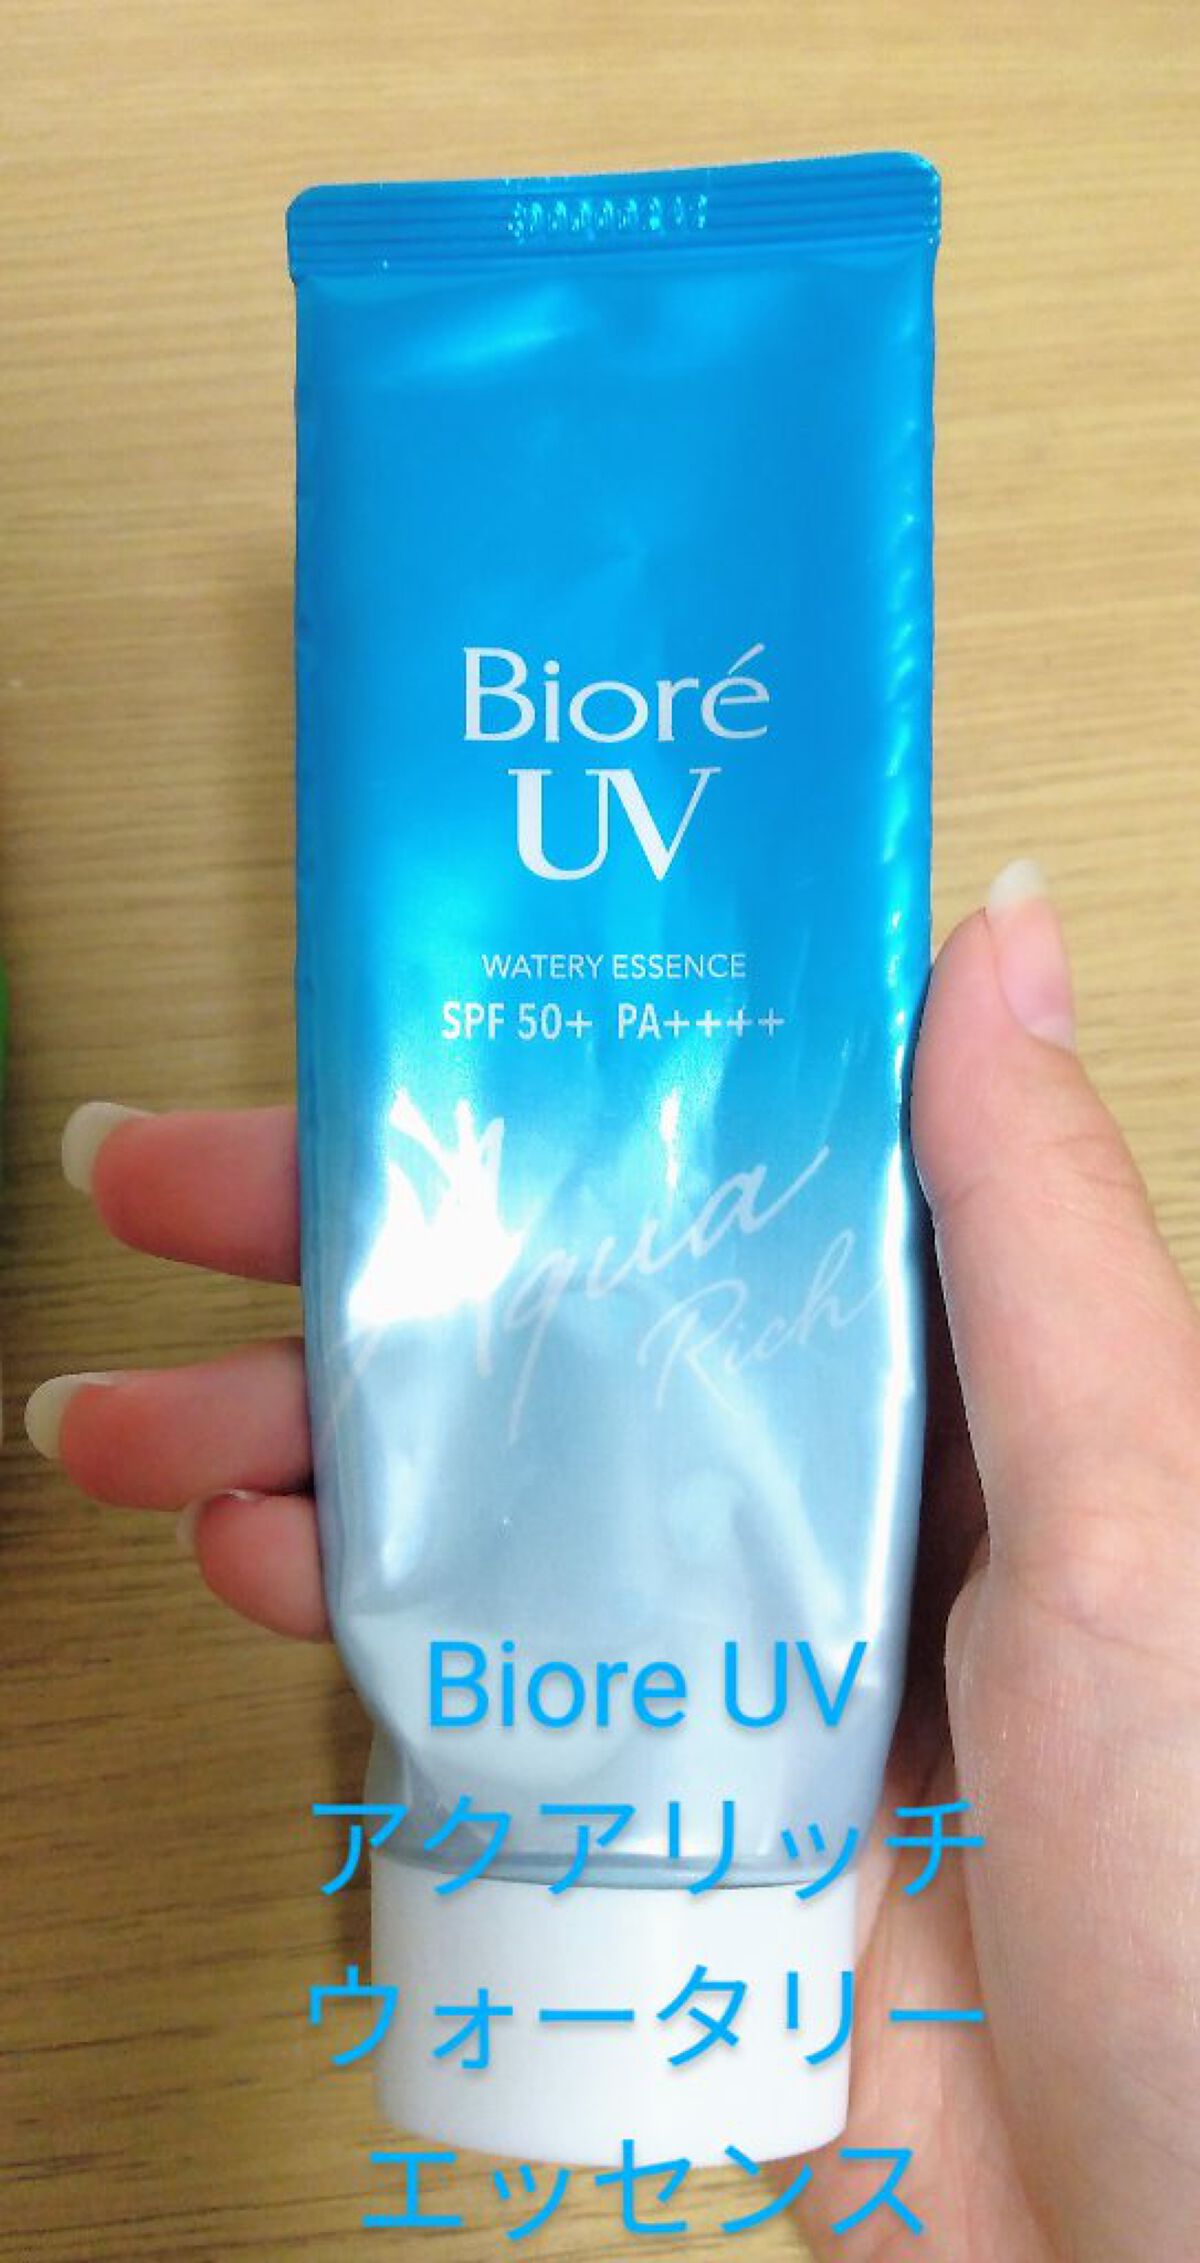 Bioré
UV
WATERY ESSENCE
SPF 50+ PA++++
Aqua
Rich
Biore UV
アクアリッチ
ウォータリー
エッセンス